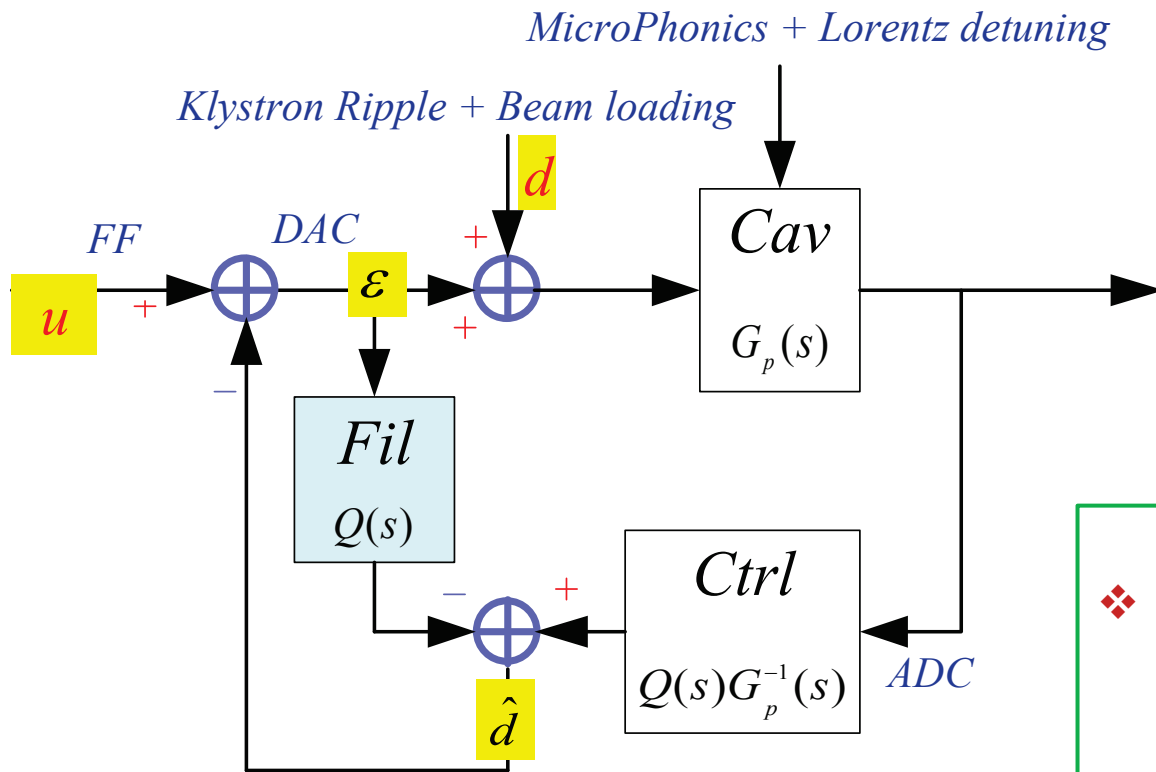 MicroPhonics + Lorentz detuning
Klystron Ripple + Beam loading
d
FF
DAC
+
Cav
u
+
ε
+
G_p(s)
−
Fil
Q(s)
Ctrl
−
+
❖
Q(s)G_p^{-1}(s)
ADC
d̂